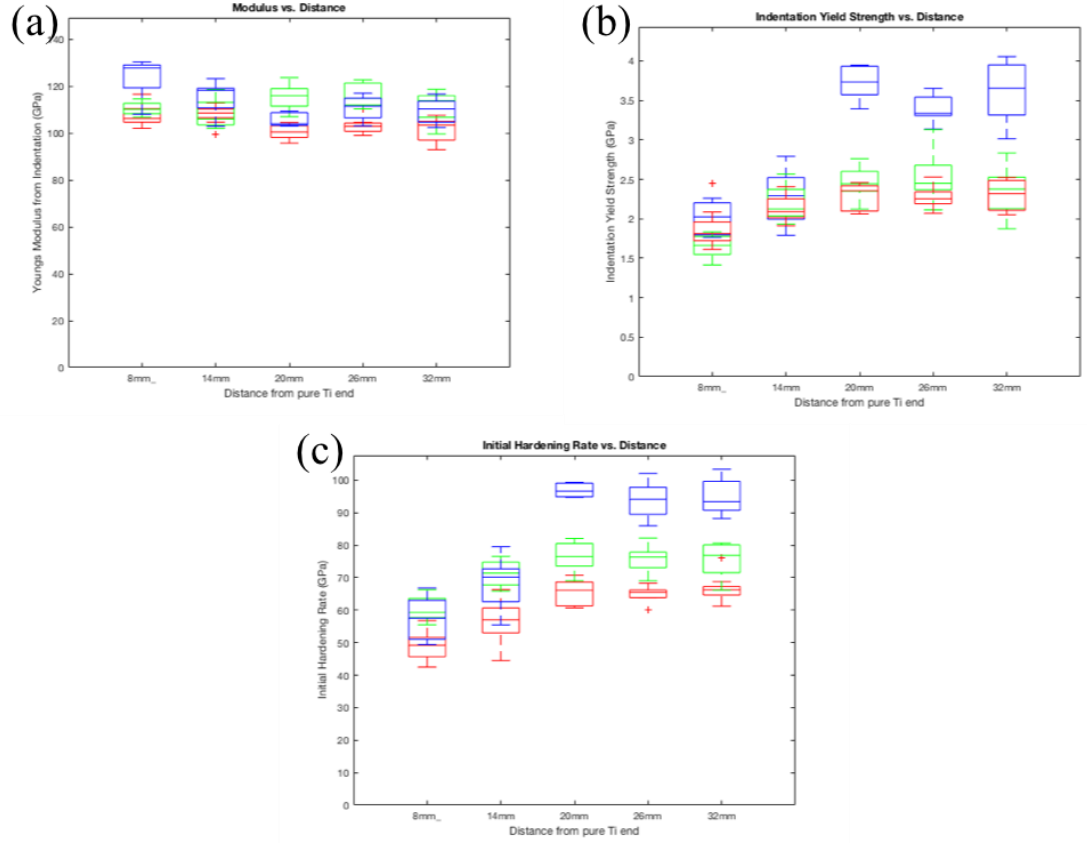 (a)
Modulus vs. Distance
140
120
100
80
60
40
20
0
Youngs Modulus from Indentation (GPa)
8mm_ 14mm 20mm 26mm 32mm
Distance from pure Ti end
(b)
Indentation Yield Strength vs. Distance
4
3.5
3
2.5
2
1.5
1
0.5
0
Indentation Yield Strength (GPa)
8mm_ 14mm 20mm 26mm 32mm
Distance from pure Ti end
(c)
Initial Hardening Rate vs. Distance
100
90
80
70
60
50
40
30
20
10
0
Initial Hardening Rate (GPa)
8mm_ 14mm 20mm 26mm 32mm
Distance from pure Ti end